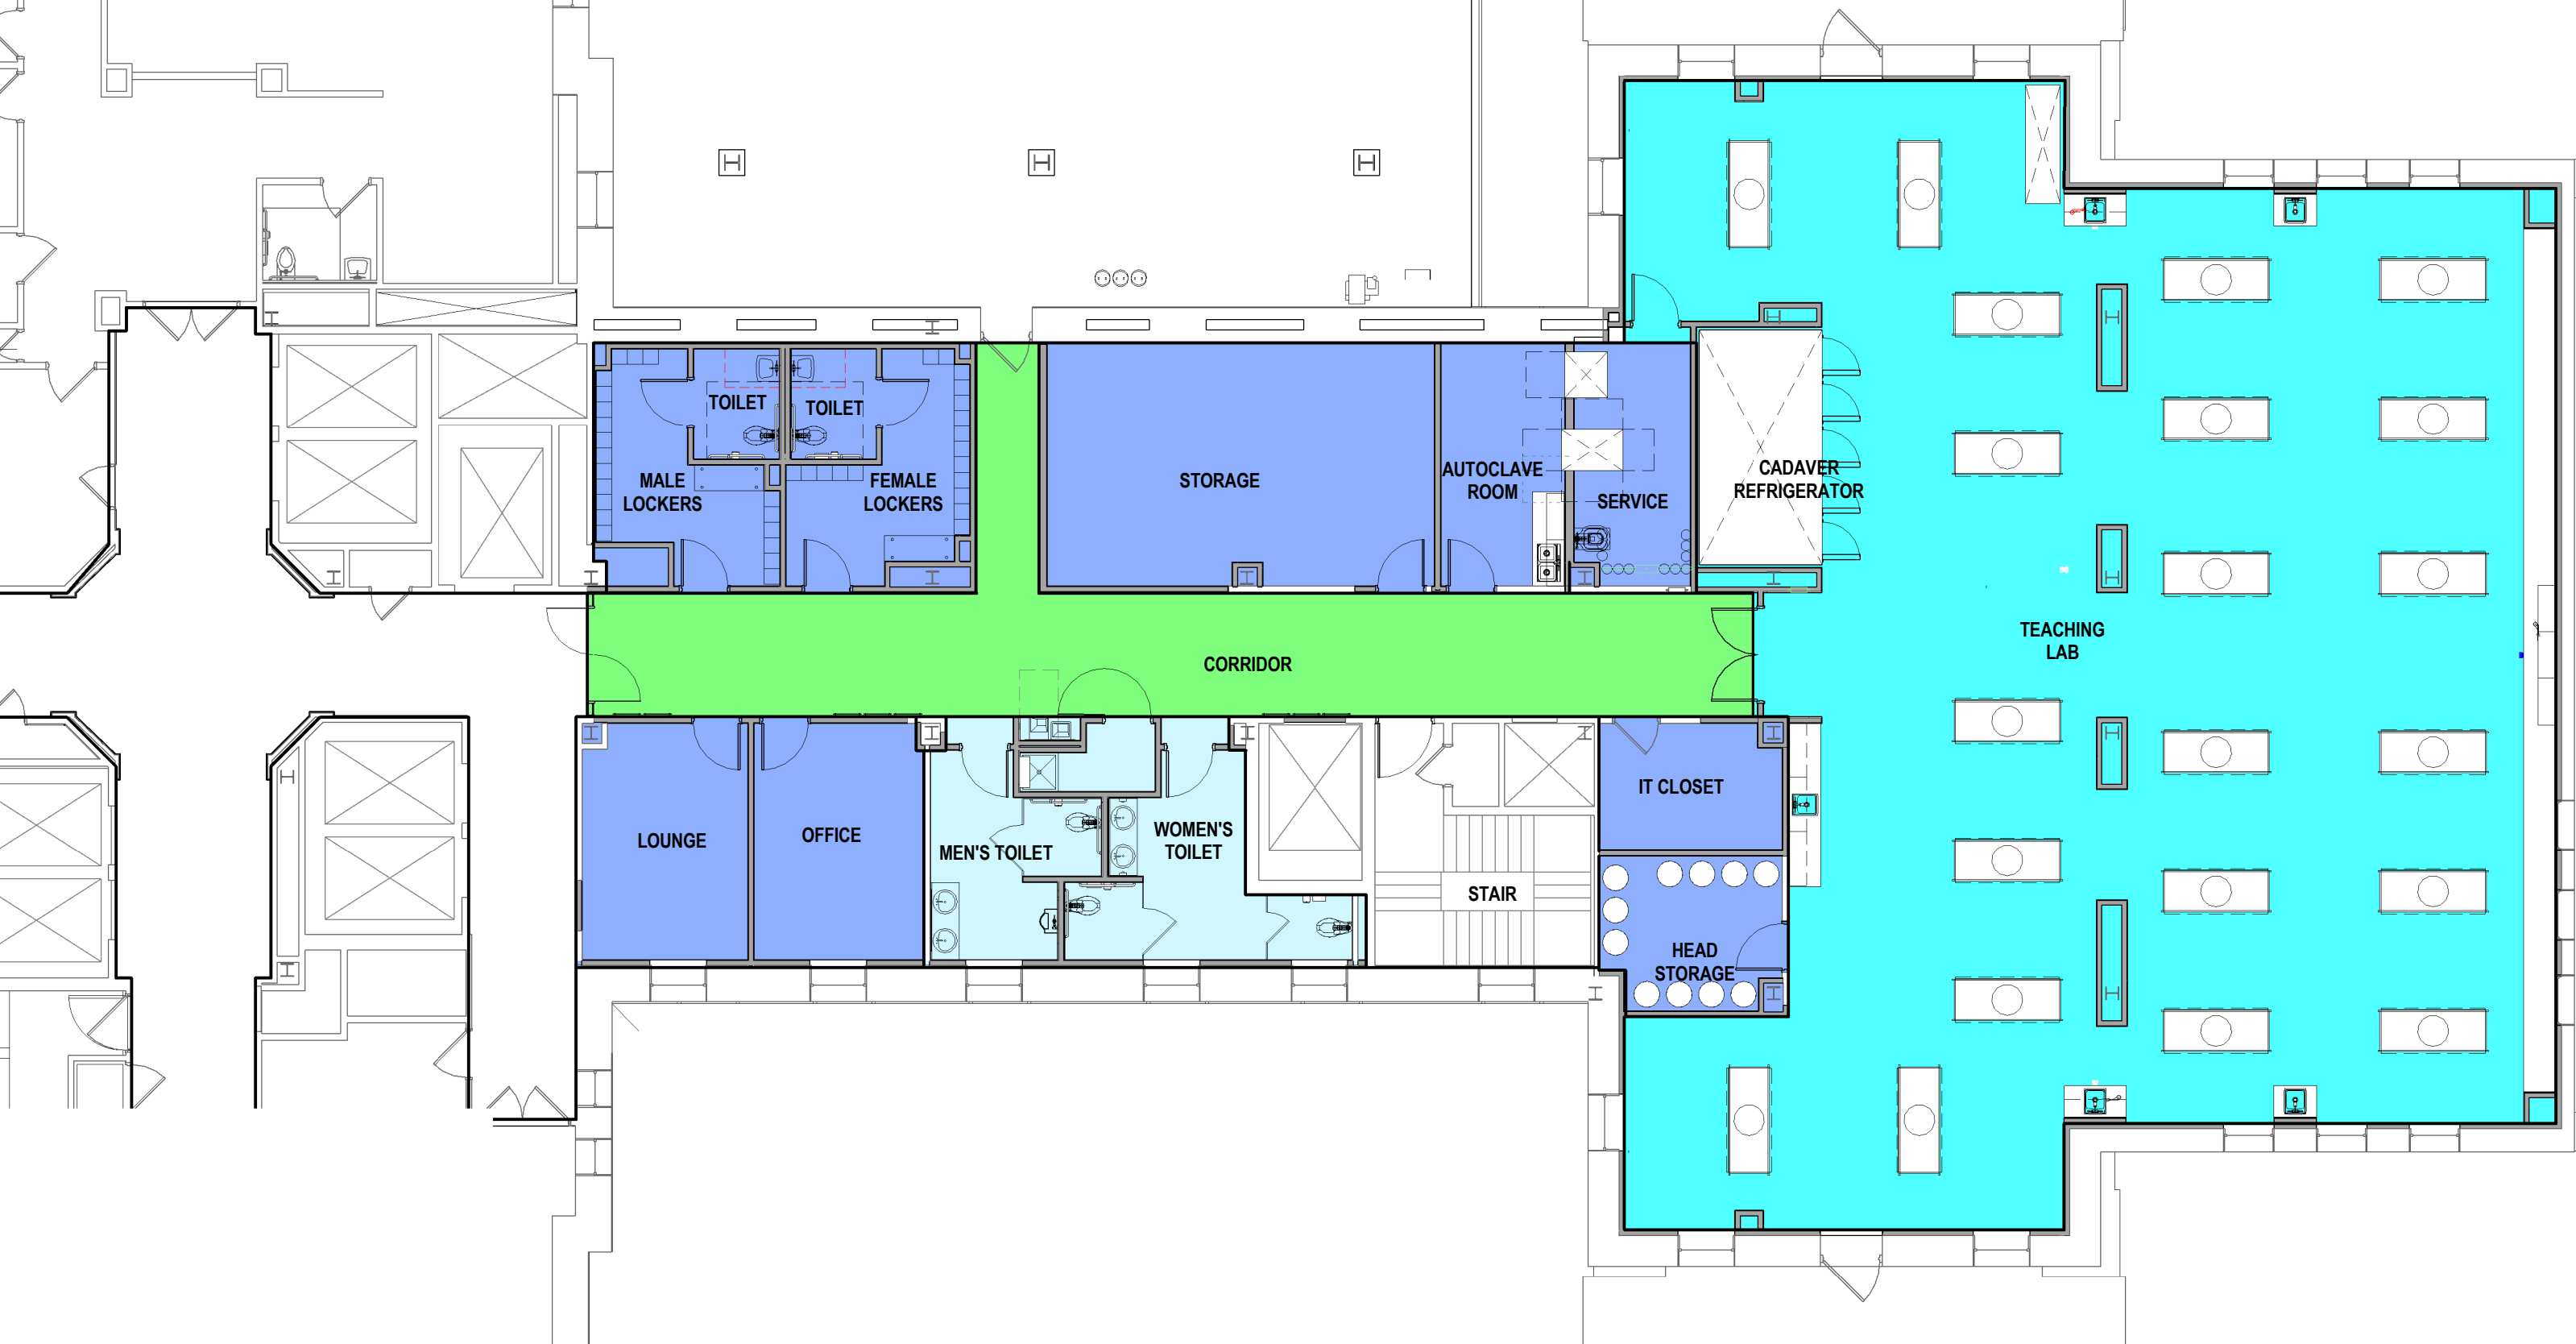 TOILET
TOILET
MALE
LOCKERS
FEMALE
LOCKERS
STORAGE
AUTOCLAVE
ROOM
SERVICE
CADAVER
REFRIGERATOR
CORRIDOR
TEACHING
LAB
LOUNGE
OFFICE
MEN'S TOILET
WOMEN'S
TOILET
STAIR
IT CLOSET
HEAD
STORAGE